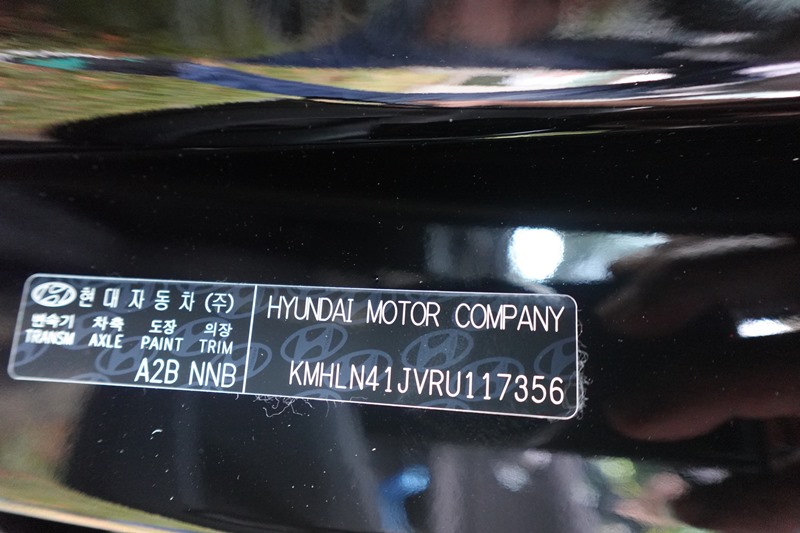 현대자동차(주)
변속기 차축 도장 의장
TRANSM AXLE PAINT TRIM
A2B NNB
HYUNDAI MOTOR COMPANY
KMHLN41JVRU117356